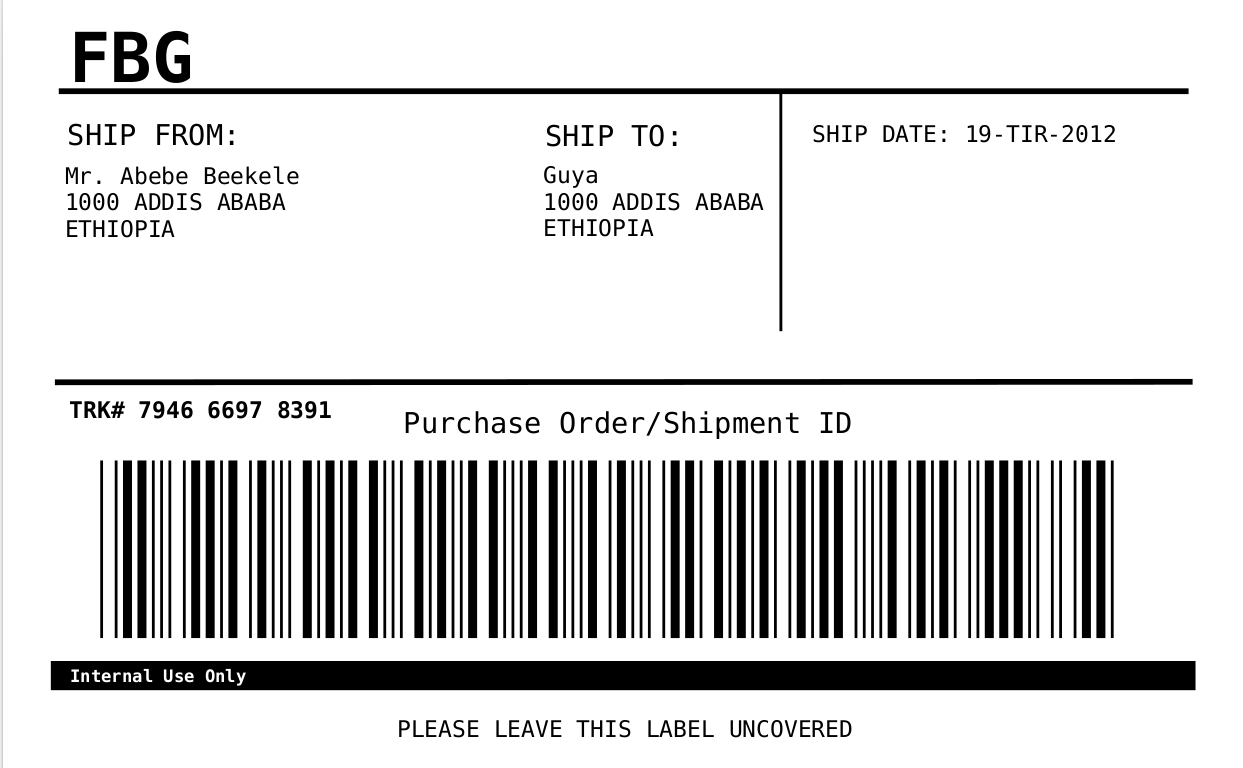 FBG
SHIP FROM:
Mr. Abebe Beekele
1000 ADDIS ABABA
ETHIOPIA
SHIP TO:
Guya
1000 ADDIS ABABA
ETHIOPIA
SHIP DATE: 19-TIR-2012
TRK# 7946 6697 8391
Purchase Order/Shipment ID
Internal Use Only
PLEASE LEAVE THIS LABEL UNCOVERED